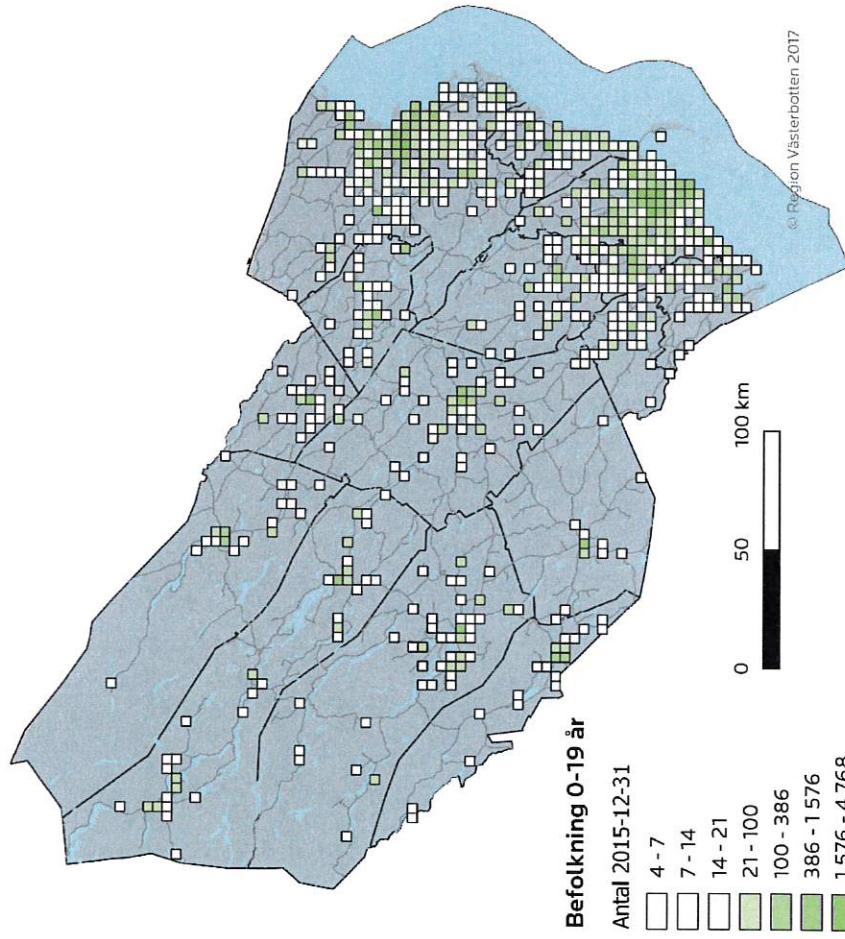 Befolkning 0-19 år
Antal 2015-12-31
4 - 7
7 - 14
14 - 21
21 - 100
100 - 386
386 - 1 576
1 576 - 4 768
0 50 100 km
© Region Västerbotten 2017